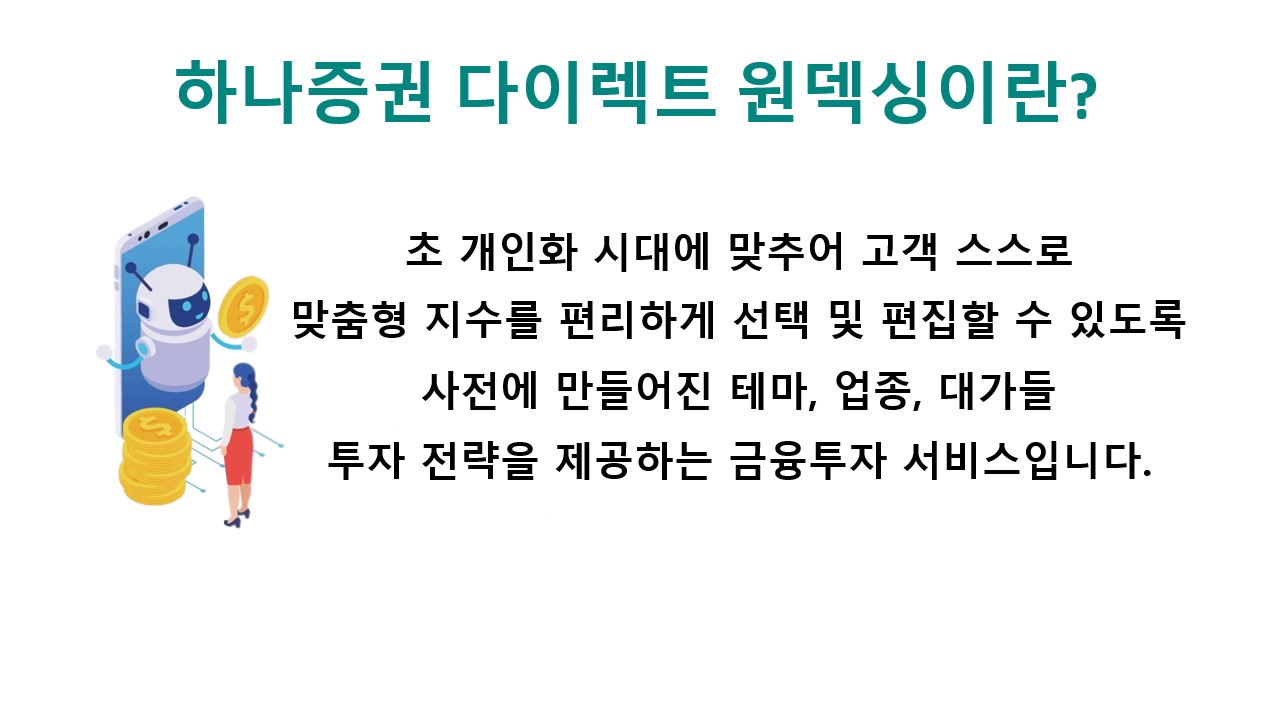 하나증권 다이렉트 원덱싱이란?
초 개인화 시대에 맞추어 고객 스스로
맞춤형 지수를 편리하게 선택 및 편집할 수 있도록
사전에 만들어진 테마, 업종, 대가들
투자 전략을 제공하는 금융투자 서비스입니다.